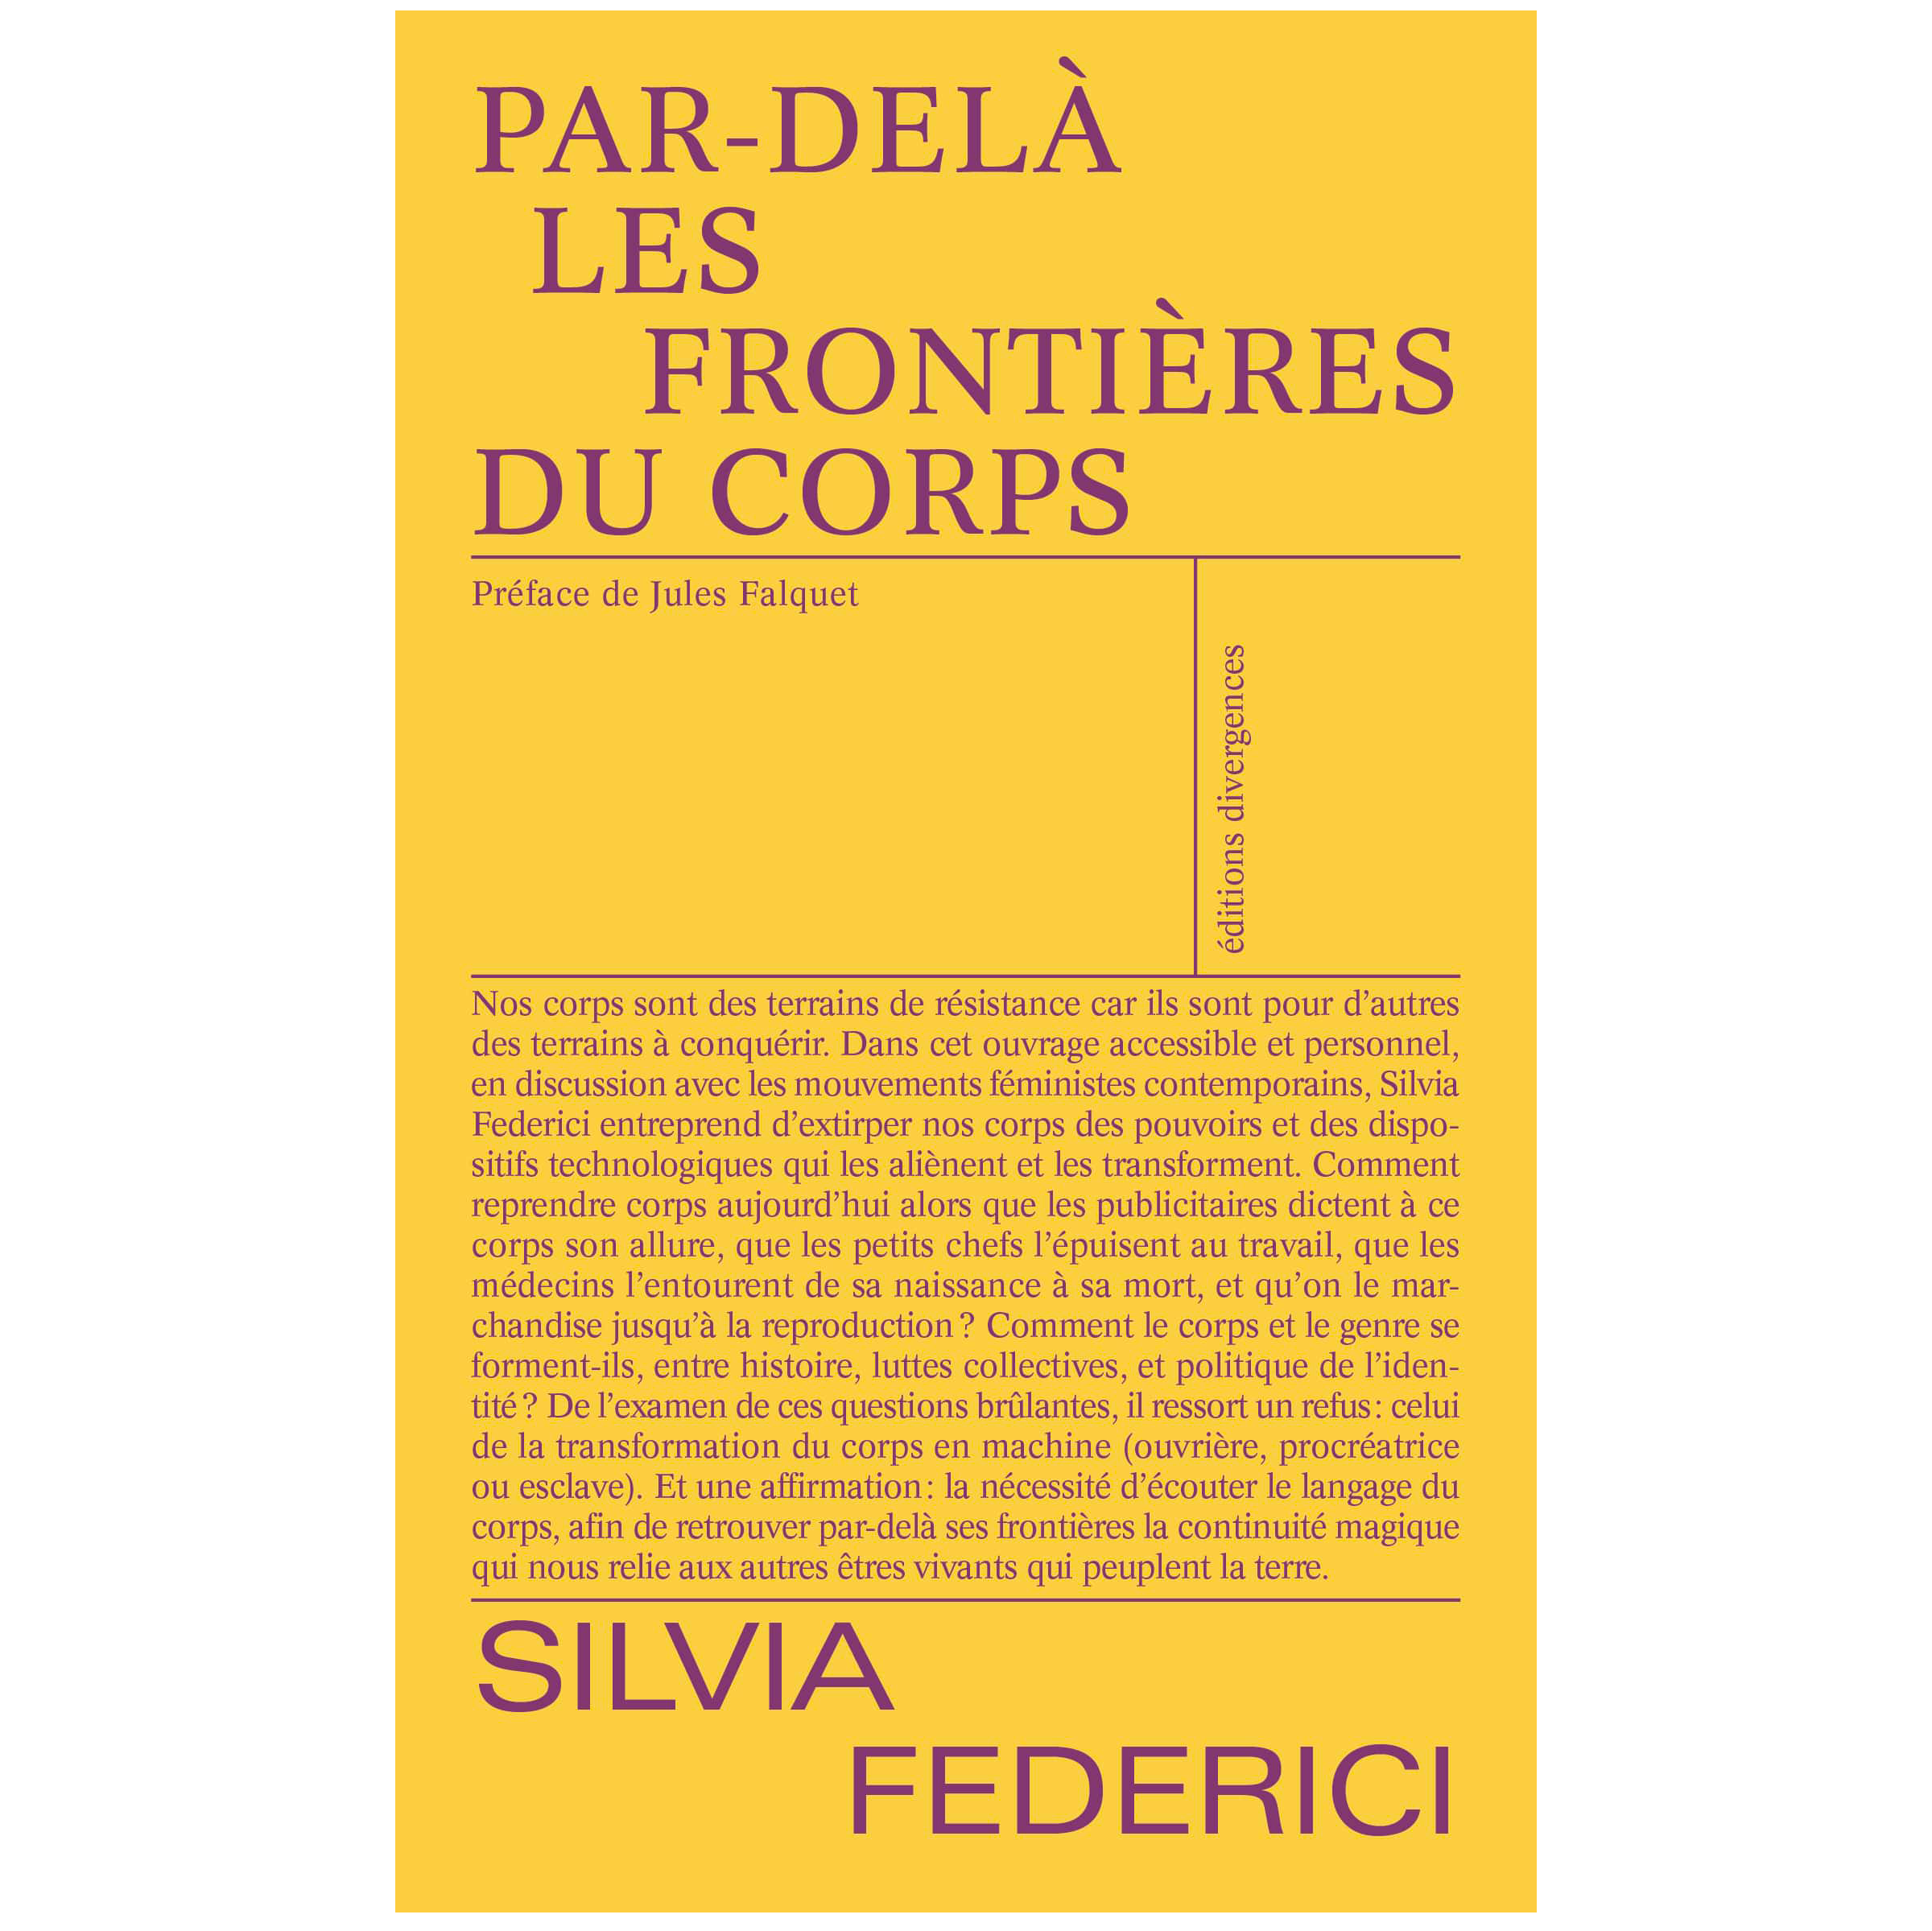 PAR-DELÀ
LES
FRONTIÈRES
DU CORPS
Préface de Jules Falquet
éditions divergences
Nos corps sont des terrains de résistance car ils sont pour d’autres
des terrains à conquérir. Dans cet ouvrage accessible et personnel,
en discussion avec les mouvements féministes contemporains, Silvia
Federici entreprend d’extirper nos corps des pouvoirs et des dispo-
sitifs technologiques qui les aliènent et les transforment. Comment
reprendre corps aujourd’hui alors que les publicitaires dictent à ce
corps son allure, que les petits chefs l’épuisent au travail, que les
médecins l’entourent de sa naissance à sa mort, et qu’on le mar-
chandise jusqu’à la reproduction ? Comment le corps et le genre se
forment-ils, entre histoire, luttes collectives, et politique de l’iden-
tité ? De l’examen de ces questions brûlantes, il ressort un refus : celui
de la transformation du corps en machine (ouvrière, procréatrice
ou esclave). Et une affirmation : la nécessité d’écouter le langage du
corps, afin de retrouver par-delà ses frontières la continuité magique
qui nous relie aux autres êtres vivants qui peuplent la terre.
SILVIA
FEDERICI